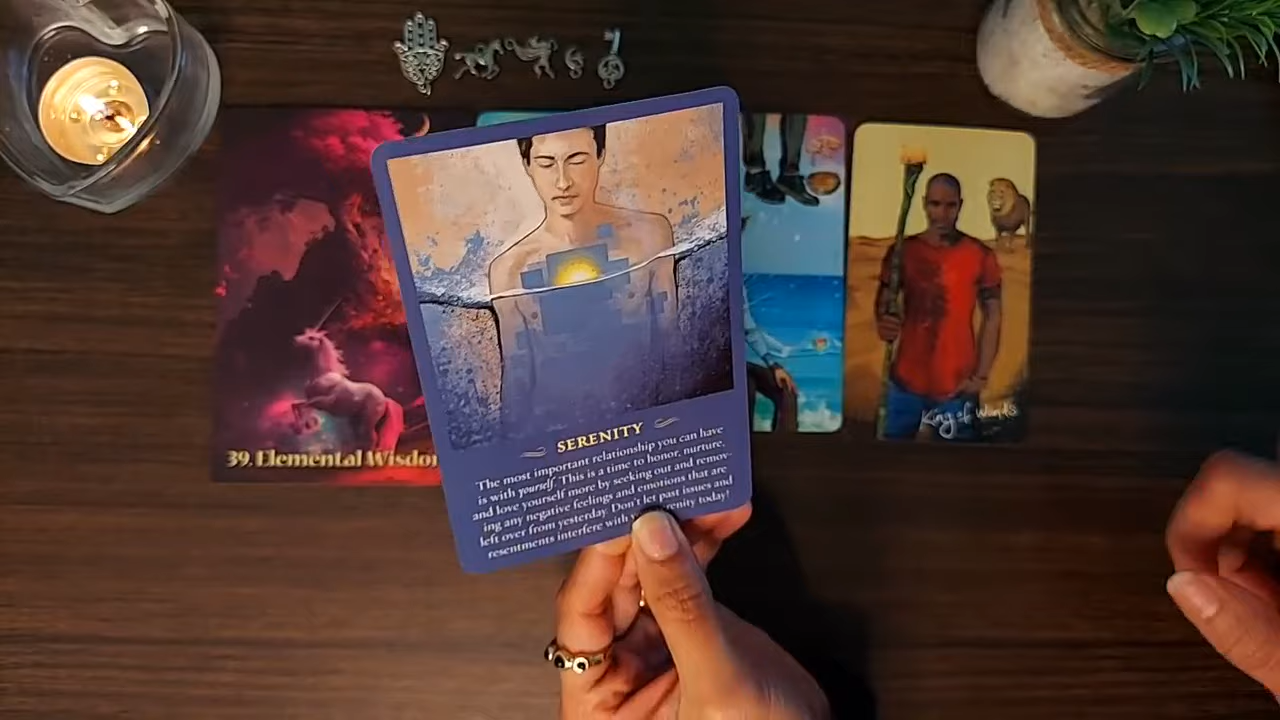 SERENITY
The most important relationship you can have
is with yourself. This is a time to honor, nurture,
and love yourself more by seeking out and remov-
ing any negative feelings and emotions that are
left over from yesterday. Don't let past issues and
resentments interfere with serenity today!
39. Elemental
King of Wands